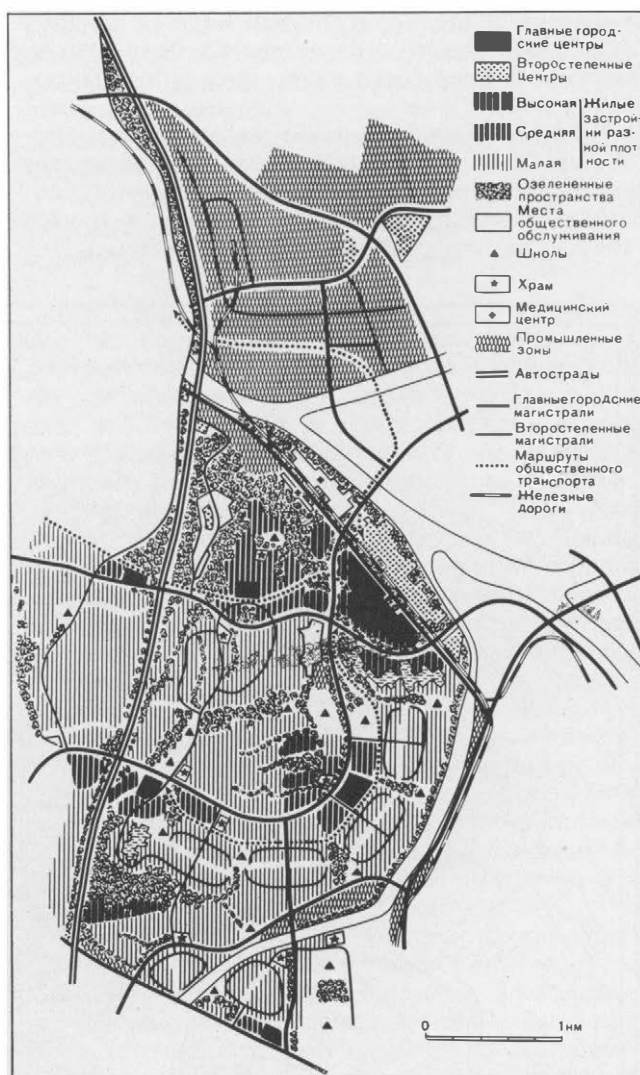 Главные город-
ские центры
Второстепенные
центры
Высокая
Средняя
Малая
Жилые
застрой-
ки раз-
ной плот-
ности
Озелененные
пространства
Места
общественного
обслуживания
Школы
Храм
Медицинский
центр
Промышленные
зоны
Автострады
Главные городские
магистрали
Второстепенные
магистрали
Маршруты
общественного
транспорта
Железные
дороги
0 1км